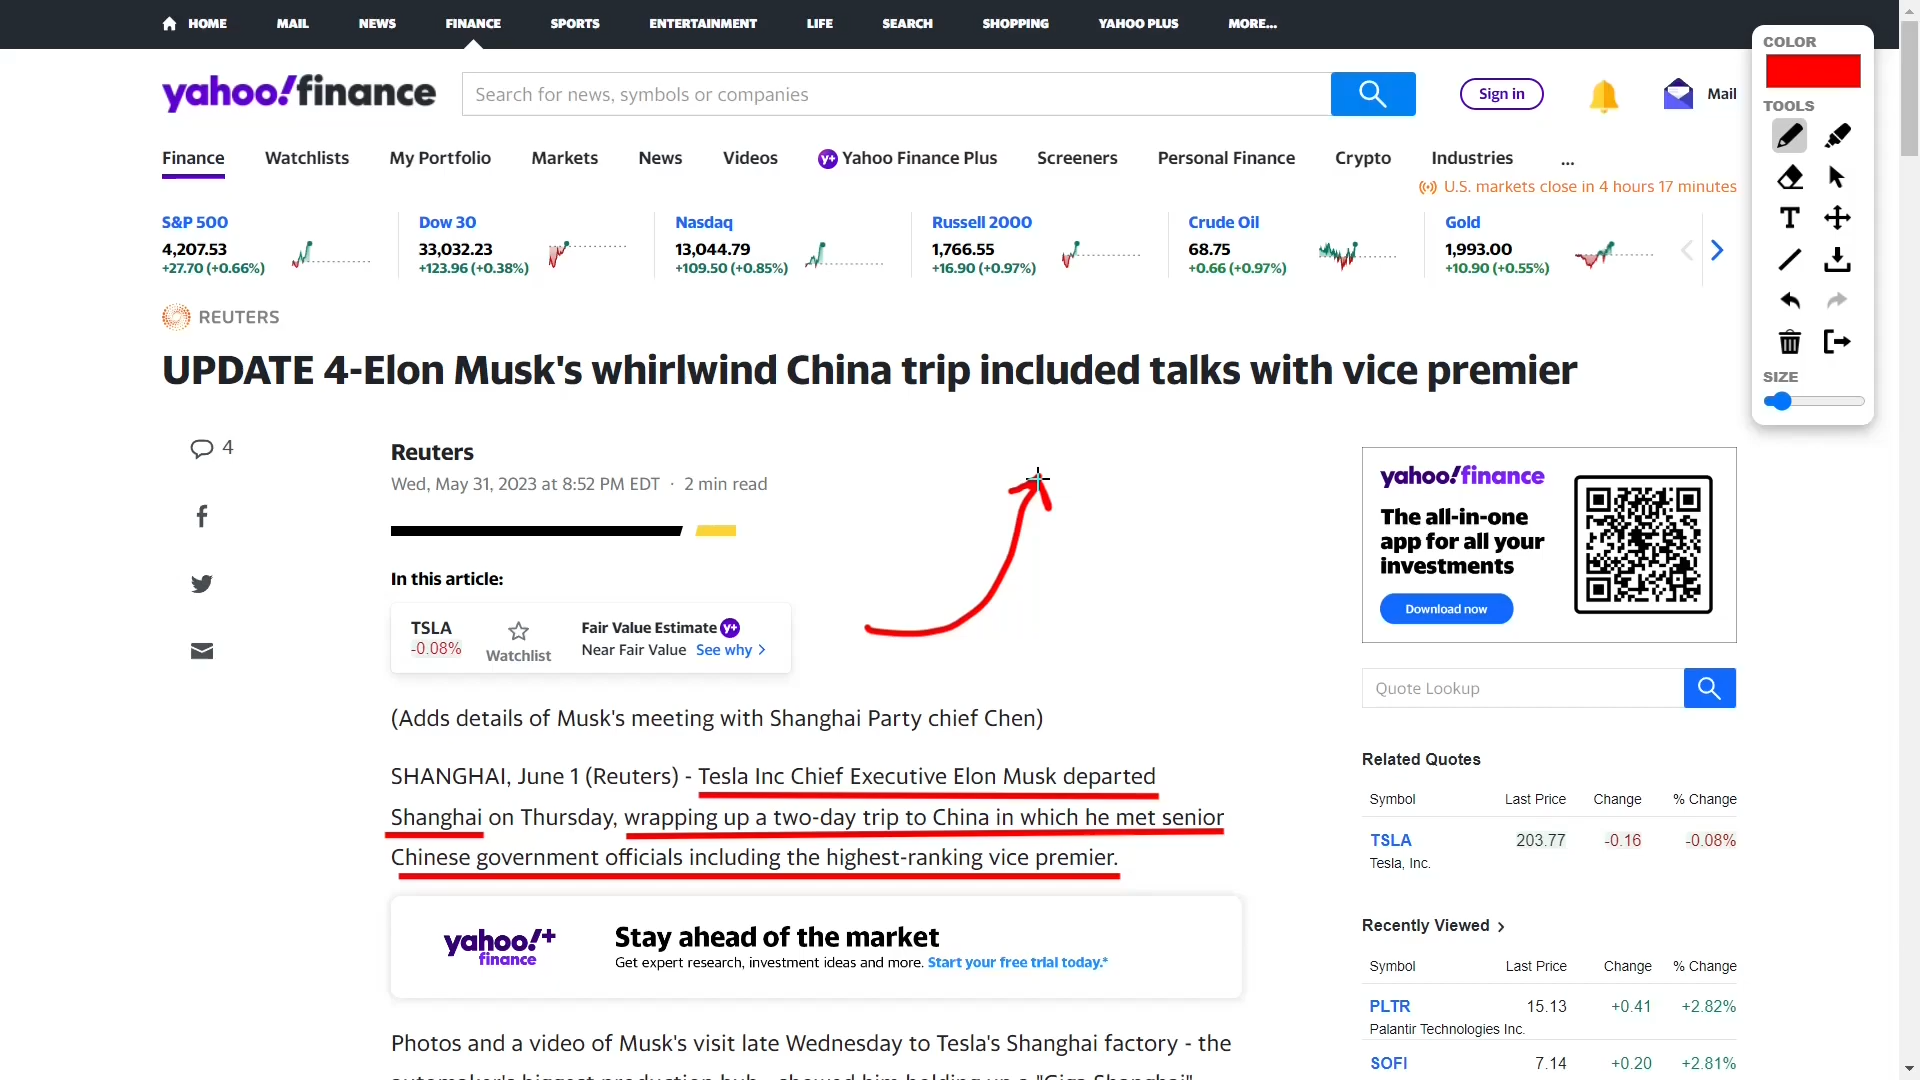 HOME MAIL NEWS FINANCE SPORTS ENTERTAINMENT LIFE SEARCH SHOPPING YAHOO PLUS MORE...
yahoo!finance
Search for news, symbols or companies
Sign in
Mail
Finance Watchlists My Portfolio Markets News Videos y+ Yahoo Finance Plus Screeners Personal Finance Crypto Industries ...
U.S. markets close in 4 hours 17 minutes
S&P 500
4,207.53
+27.70 (+0.66%)
Dow 30
33,032.23
+123.96 (+0.38%)
Nasdaq
13,044.79
+109.50 (+0.85%)
Russell 2000
1,766.55
+16.90 (+0.97%)
Crude Oil
68.75
+0.66 (+0.97%)
Gold
1,993.00
+10.90 (+0.55%)
COLOR
TOOLS
T
SIZE
REUTERS
UPDATE 4-Elon Musk's whirlwind China trip included talks with vice premier
4
Reuters
Wed, May 31, 2023 at 8:52 PM EDT · 2 min read
In this article:
TSLA
-0.08%
Watchlist
Fair Value Estimate y+
Near Fair Value See why
(Adds details of Musk's meeting with Shanghai Party chief Chen)
SHANGHAI, June 1 (Reuters) - Tesla Inc Chief Executive Elon Musk departed
Shanghai on Thursday, wrapping up a two-day trip to China in which he met senior
Chinese government officials including the highest-ranking vice premier.
yahoo!+
finance
Stay ahead of the market
Get expert research, investment ideas and more. Start your free trial today.*
Photos and a video of Musk's visit late Wednesday to Tesla's Shanghai factory - the
automaker's biggest production hub - showed him holding up a "Giga Shanghai"
yahoo!finance
The all-in-one
app for all your
investments
Download now
Quote Lookup
Related Quotes
Symbol Last Price Change % Change
TSLA 203.77 -0.16 -0.08%
Tesla, Inc.
Recently Viewed
Symbol Last Price Change % Change
PLTR 15.13 +0.41 +2.82%
Palantir Technologies Inc.
SOFI 7.14 +0.20 +2.81%